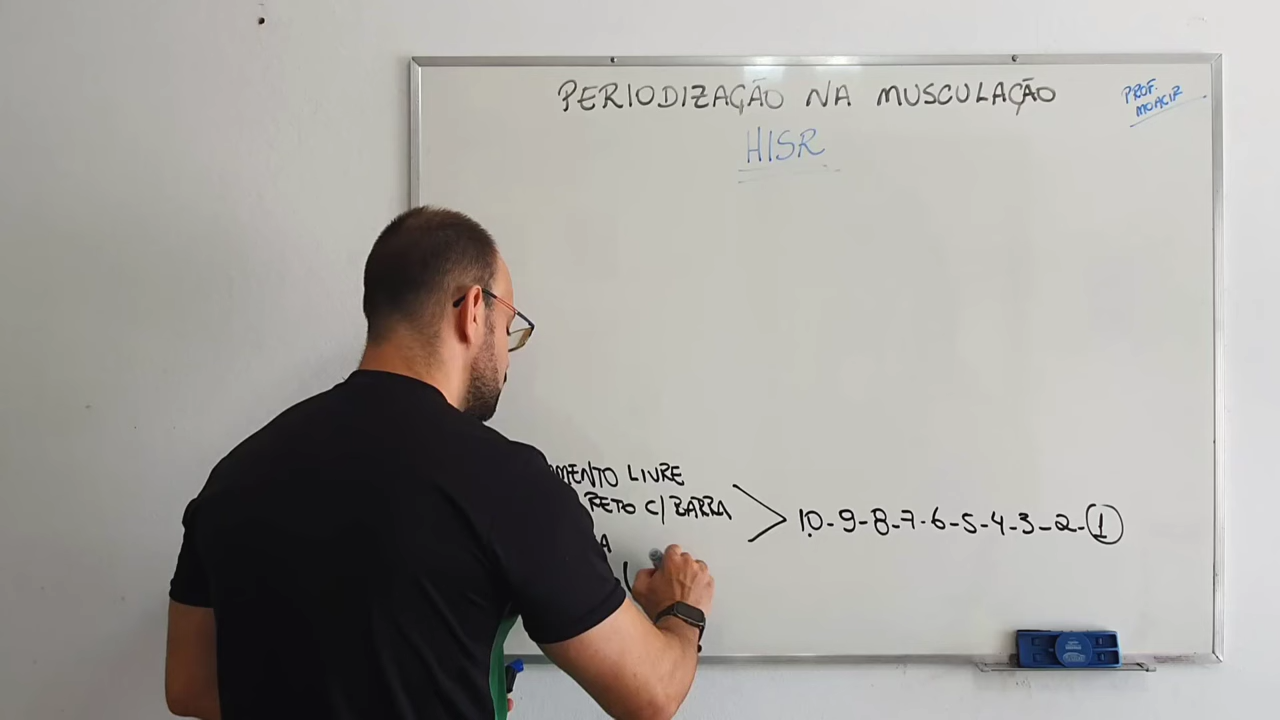 PERIODIZAÇÃO NA MUSCULAÇÃO
PROF.
MOACIR
HISR
LIVRE
RETO C/ BARRA
10-9-8-7-6-5-4-3-2-1